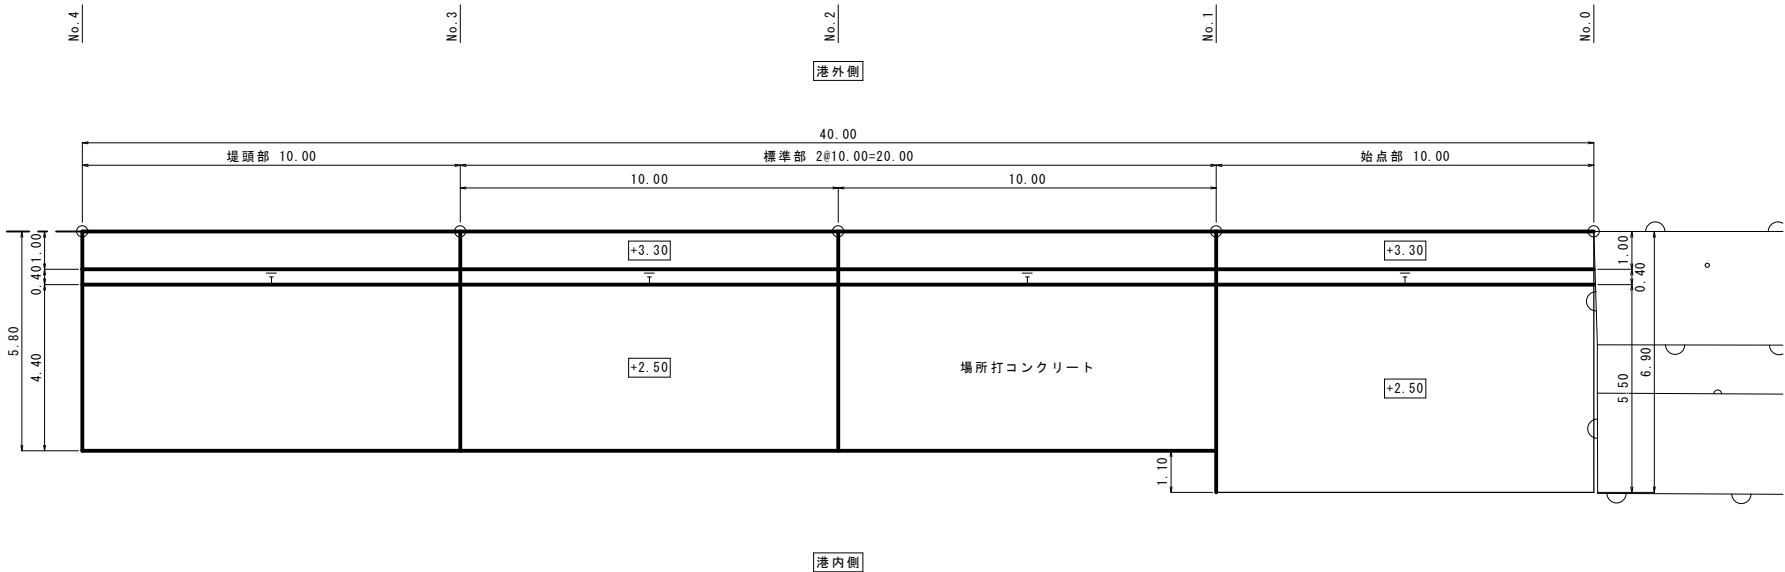 No.4
No.3
No.2
No.1
No.0
港外側
40.00
堤頭部 10.00
標準部 2@10.00=20.00
始点部 10.00
10.00
10.00
1.00
0.40
4.40
5.80
+3.30
+3.30
+2.50
場所打コンクリート
+2.50
1.10
1.00
0.40
5.50
6.90
港内側